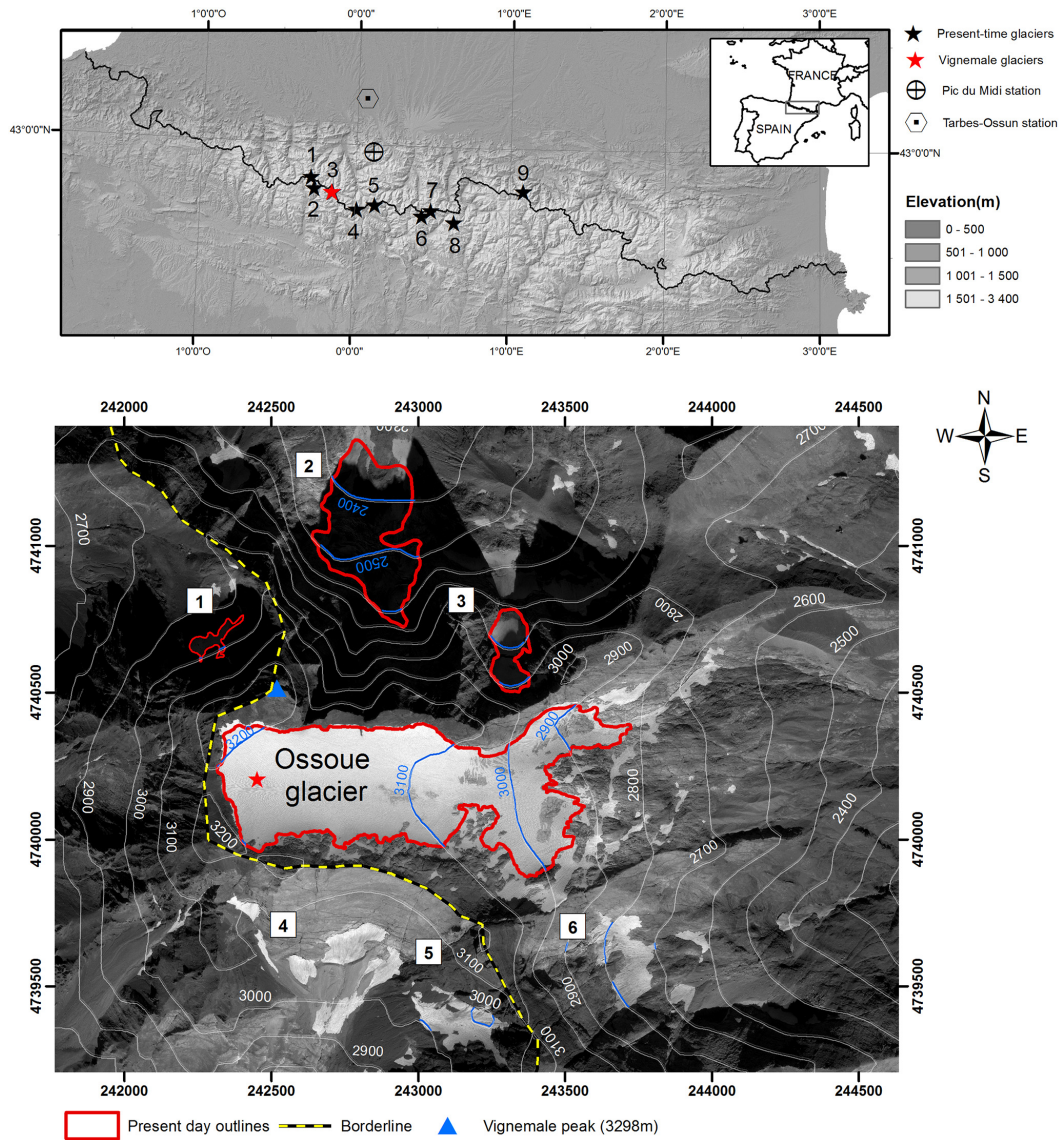 1°0'0"O
0°0'0"
1°0'0"E
2°0'0"E
3°0'0"E
Present-time glaciers
Vignemale glaciers
Pic du Midi station
Tarbes-Ossun station
FRANCE
SPAIN
43°0'0"N
43°0'0"N
1
3
2
5
4
7
6
8
9
Elevation(m)
0 - 500
501 - 1 000
1 001 - 1 500
1 501 - 3 400
1°0'0"O
0°0'0"
1°0'0"E
2°0'0"E
3°0'0"E
242000
242500
243000
243500
244000
244500
N
W
E
S
4741000
4740500
4740000
4739500
4741000
4740500
4740000
4739500
2300
2700
2
2400
2700
2500
1
3
2800
2600
2500
3000
2900
3200
2900
Ossoue
glacier
3100
3000
2800
2900
3000
3100
3200
2400
2700
4
5
6
3100
3000
3000
2900
2900
3100
242000
242500
243000
243500
244000
244500
Present day outlines
Borderline
Vignemale peak (3298m)